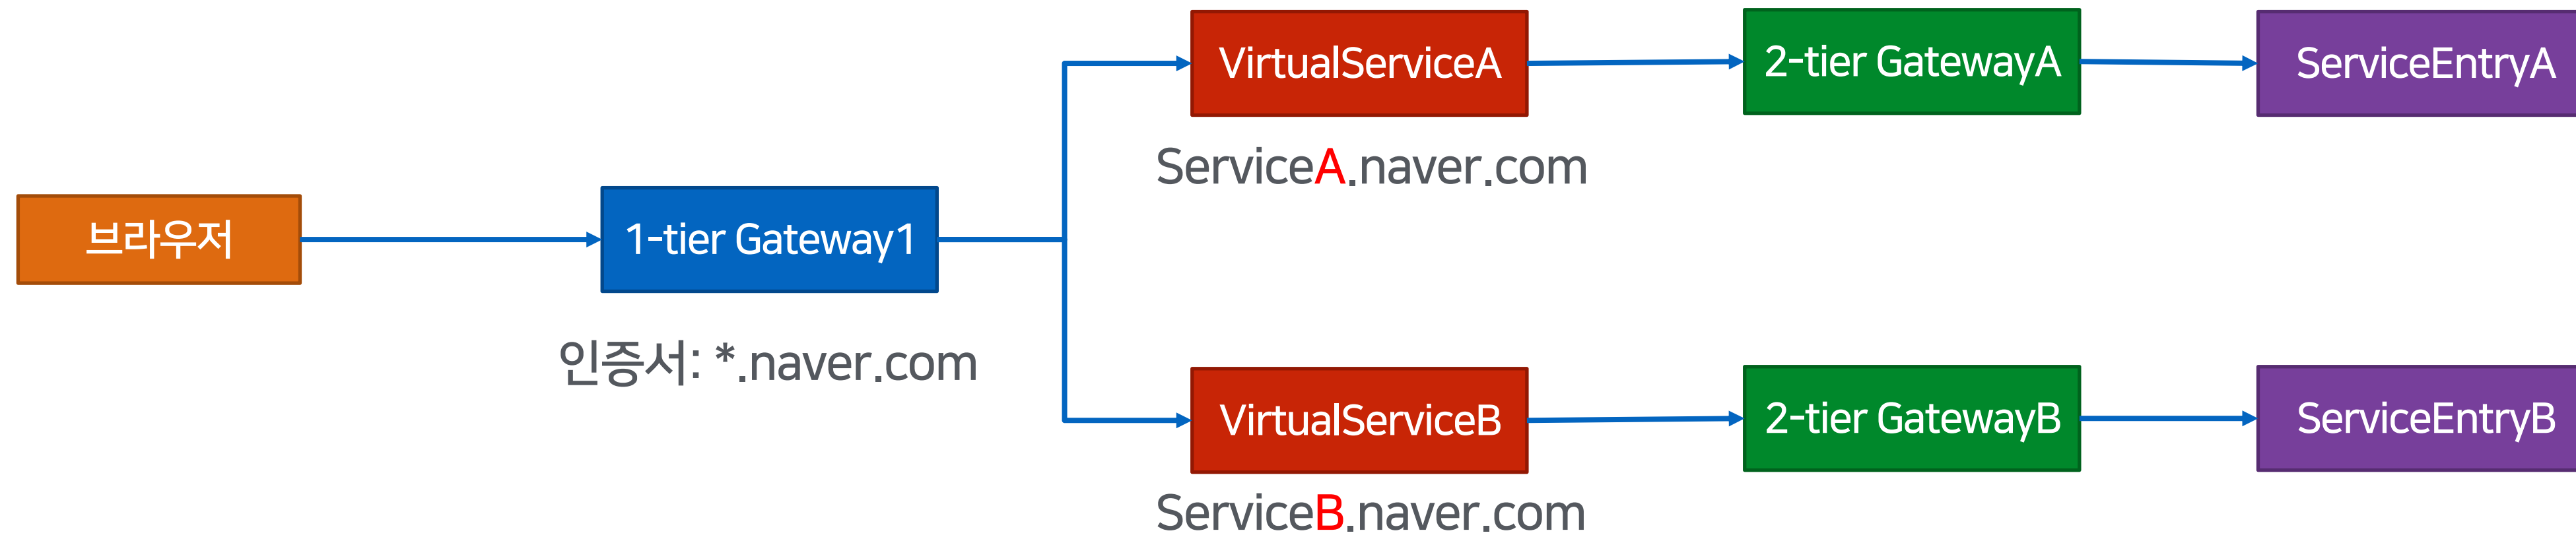 VirtualServiceA
2-tier GatewayA
ServiceEntryA
ServiceA.naver.com
브라우저
1-tier Gateway1
인증서: *.naver.com
VirtualServiceB
2-tier GatewayB
ServiceEntryB
ServiceB.naver.com